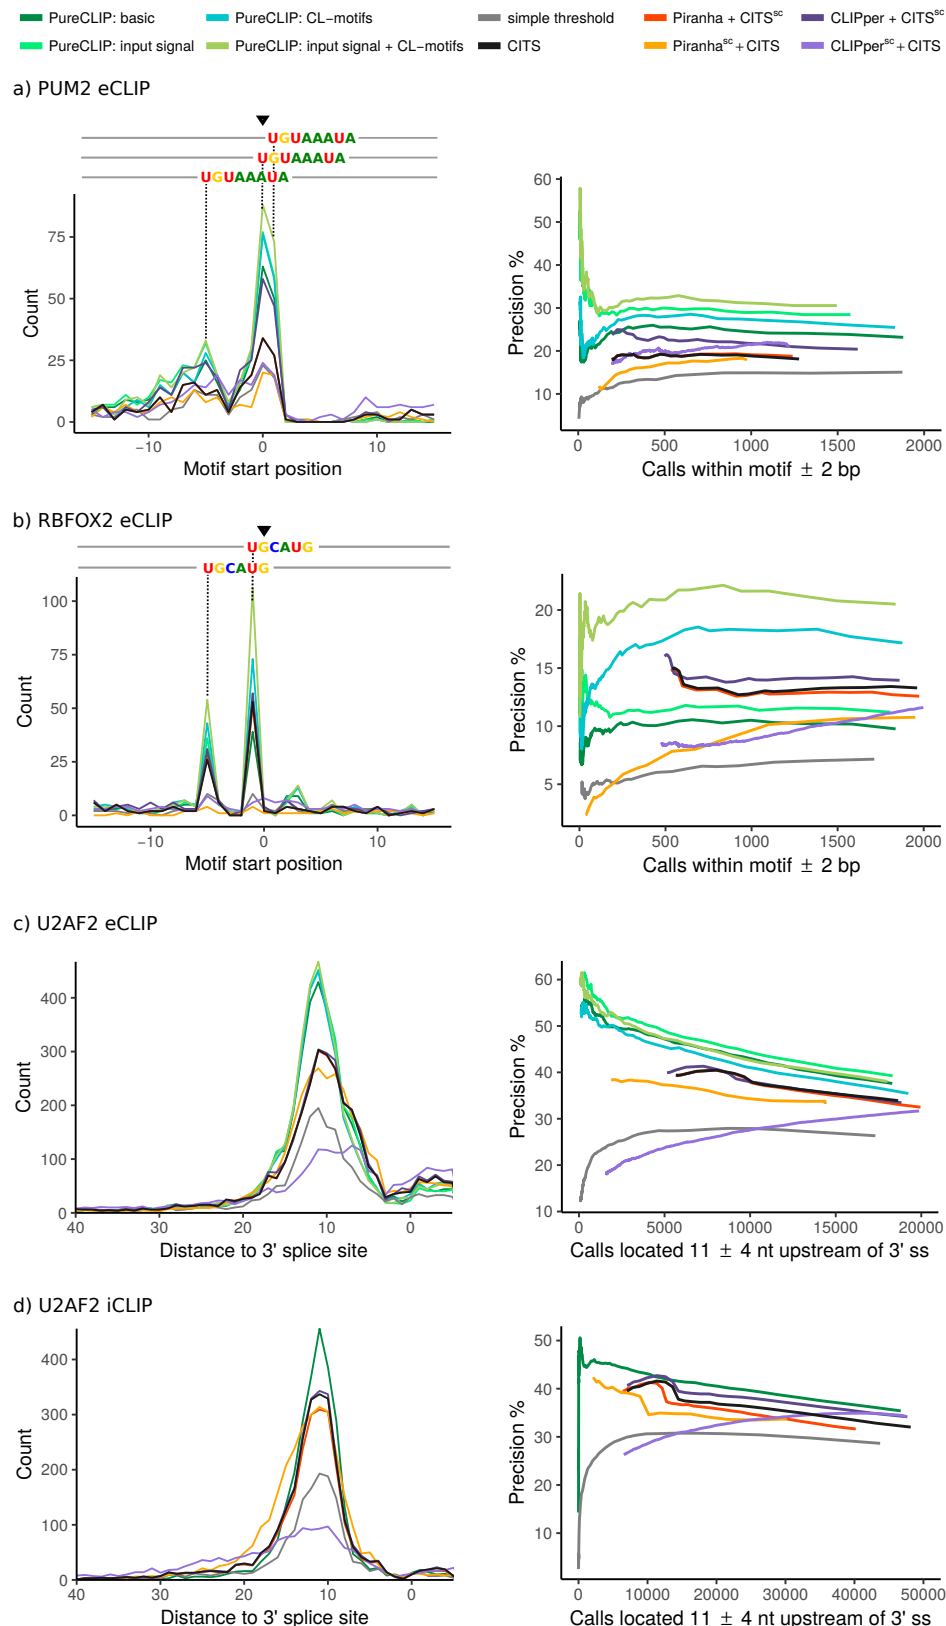 PureCLIP: basic PureCLIP: CL−motifs simple threshold Piranha + CITSsc CLIPper + CITSsc
PureCLIP: input signal PureCLIP: input signal + CL−motifs CITS Piranhasc + CITS CLIPpersc + CITS
a) PUM2 eCLIP
UGUAAAUA
UGUAAAUA
UGUAAAUA
Count
75
50
25
0
−10 0 10
Motif start position
Precision %
60
50
40
30
20
10
0 500 1000 1500 2000
Calls within motif ± 2 bp
b) RBFOX2 eCLIP
UGCAUG
UGCAUG
Count
100
75
50
25
0
−10 0 10
Motif start position
Precision %
20
15
10
5
0 500 1000 1500 2000
Calls within motif ± 2 bp
c) U2AF2 eCLIP
Count
400
300
200
100
0
40 30 20 10 0
Distance to 3' splice site
Precision %
60
50
40
30
20
10
0 5000 10000 15000 20000
Calls located 11 ± 4 nt upstream of 3' ss
d) U2AF2 iCLIP
Count
400
300
200
100
0
40 30 20 10 0
Distance to 3' splice site
Precision %
50
40
30
20
10
0 10000 20000 30000 40000 50000
Calls located 11 ± 4 nt upstream of 3' ss